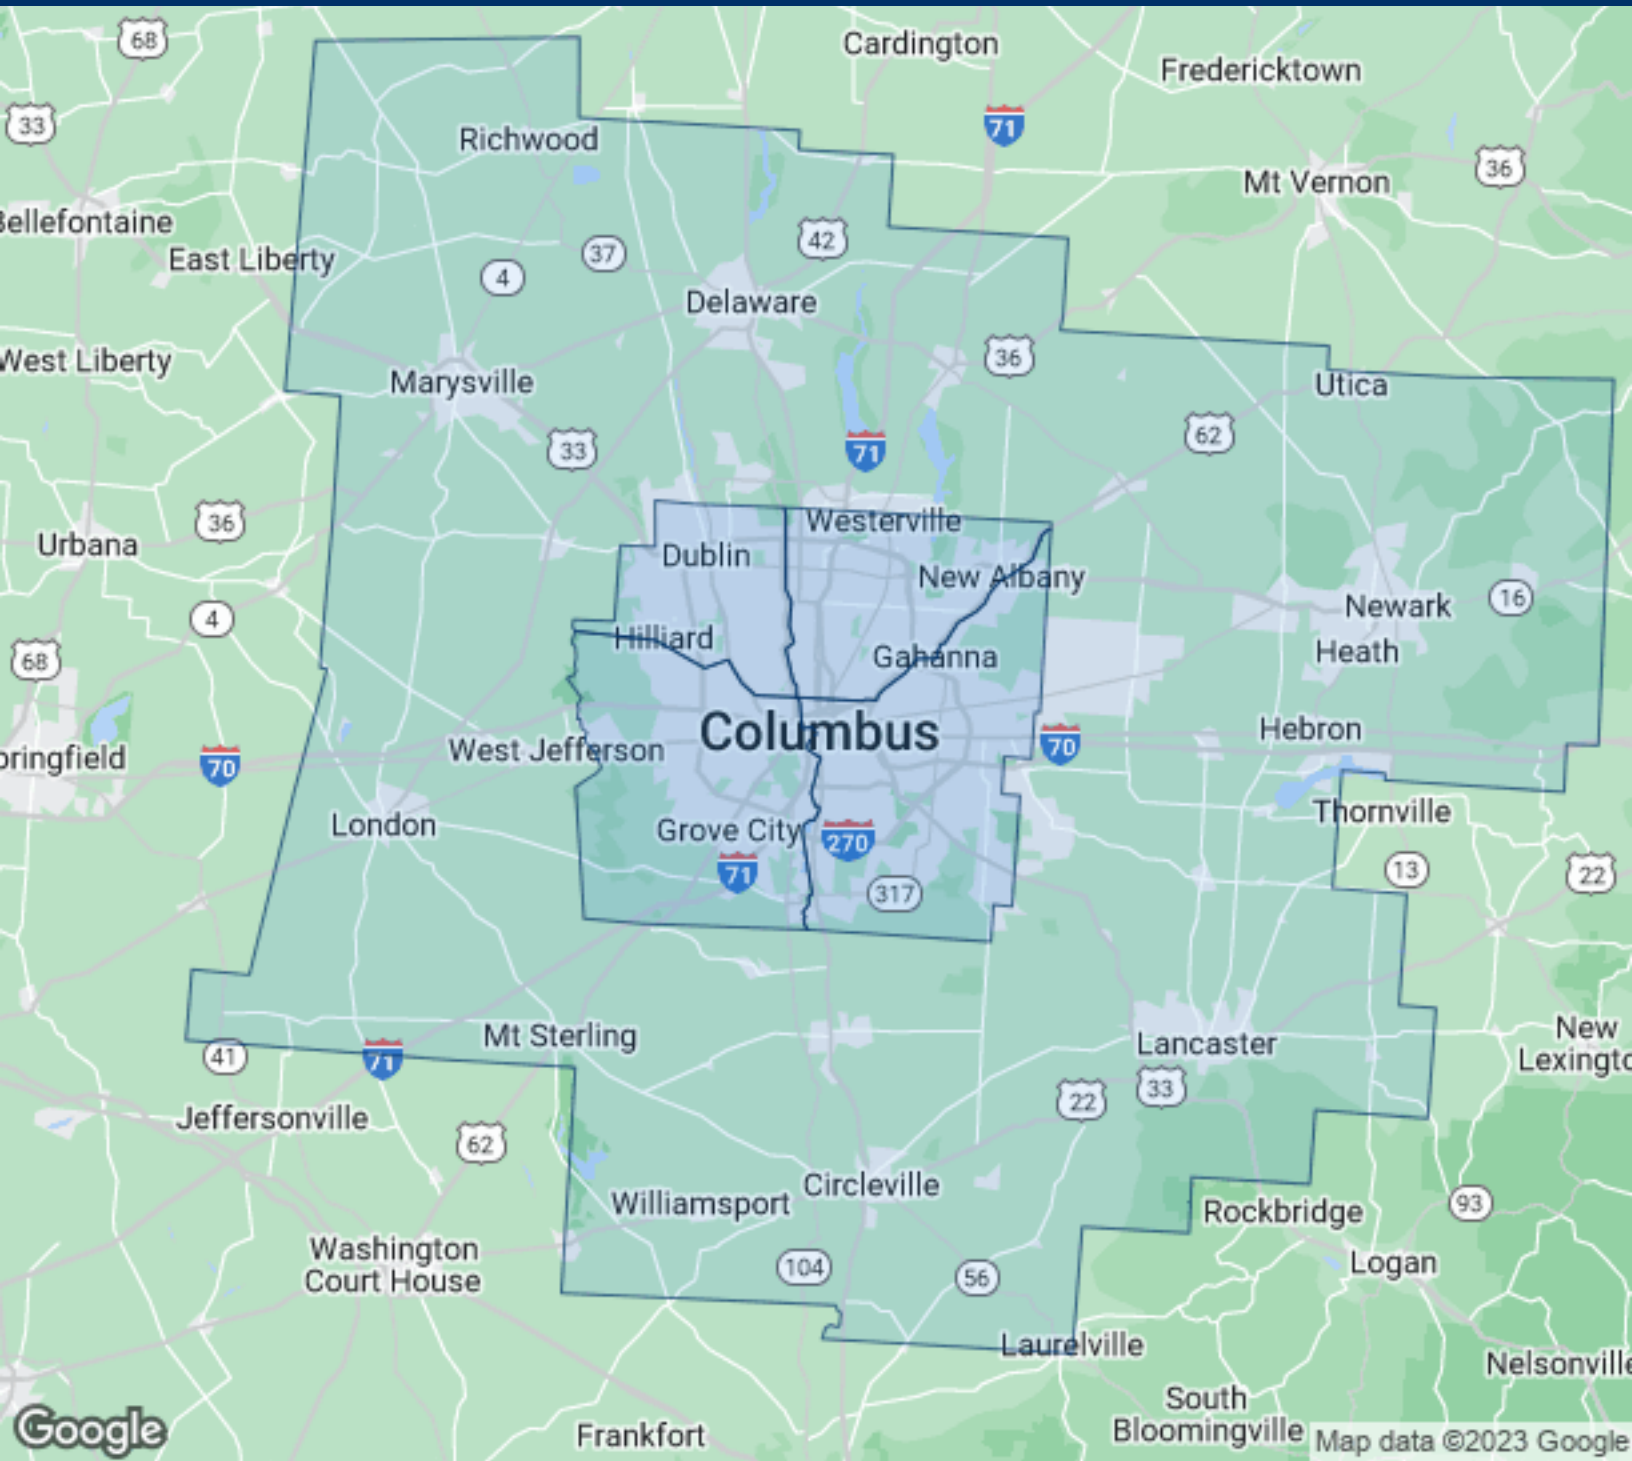 68
Cardington
Fredericktown
33
71
Richwood
36
Mt Vernon
Bellefontaine
42
37
East Liberty
4
Delaware
36
West Liberty
Marysville
Utica
62
33
71
36
Westerville
Urbana
Dublin
New Albany
16
Newark
4
Hilliard
Gahanna
Heath
68
Columbus
Hebron
70
West Jefferson
pringfield
70
Thornville
London
Grove City
270
13
71
22
317
New
Lexingto
Mt Sterling
Lancaster
41
71
33
22
Jeffersonville
62
Circleville
Williamsport
93
Rockbridge
Washington
Court House
Logan
104
56
Laurelville
Nelsonville
South
Bloomingville
Google
Frankfort
Map data ©2023 Google